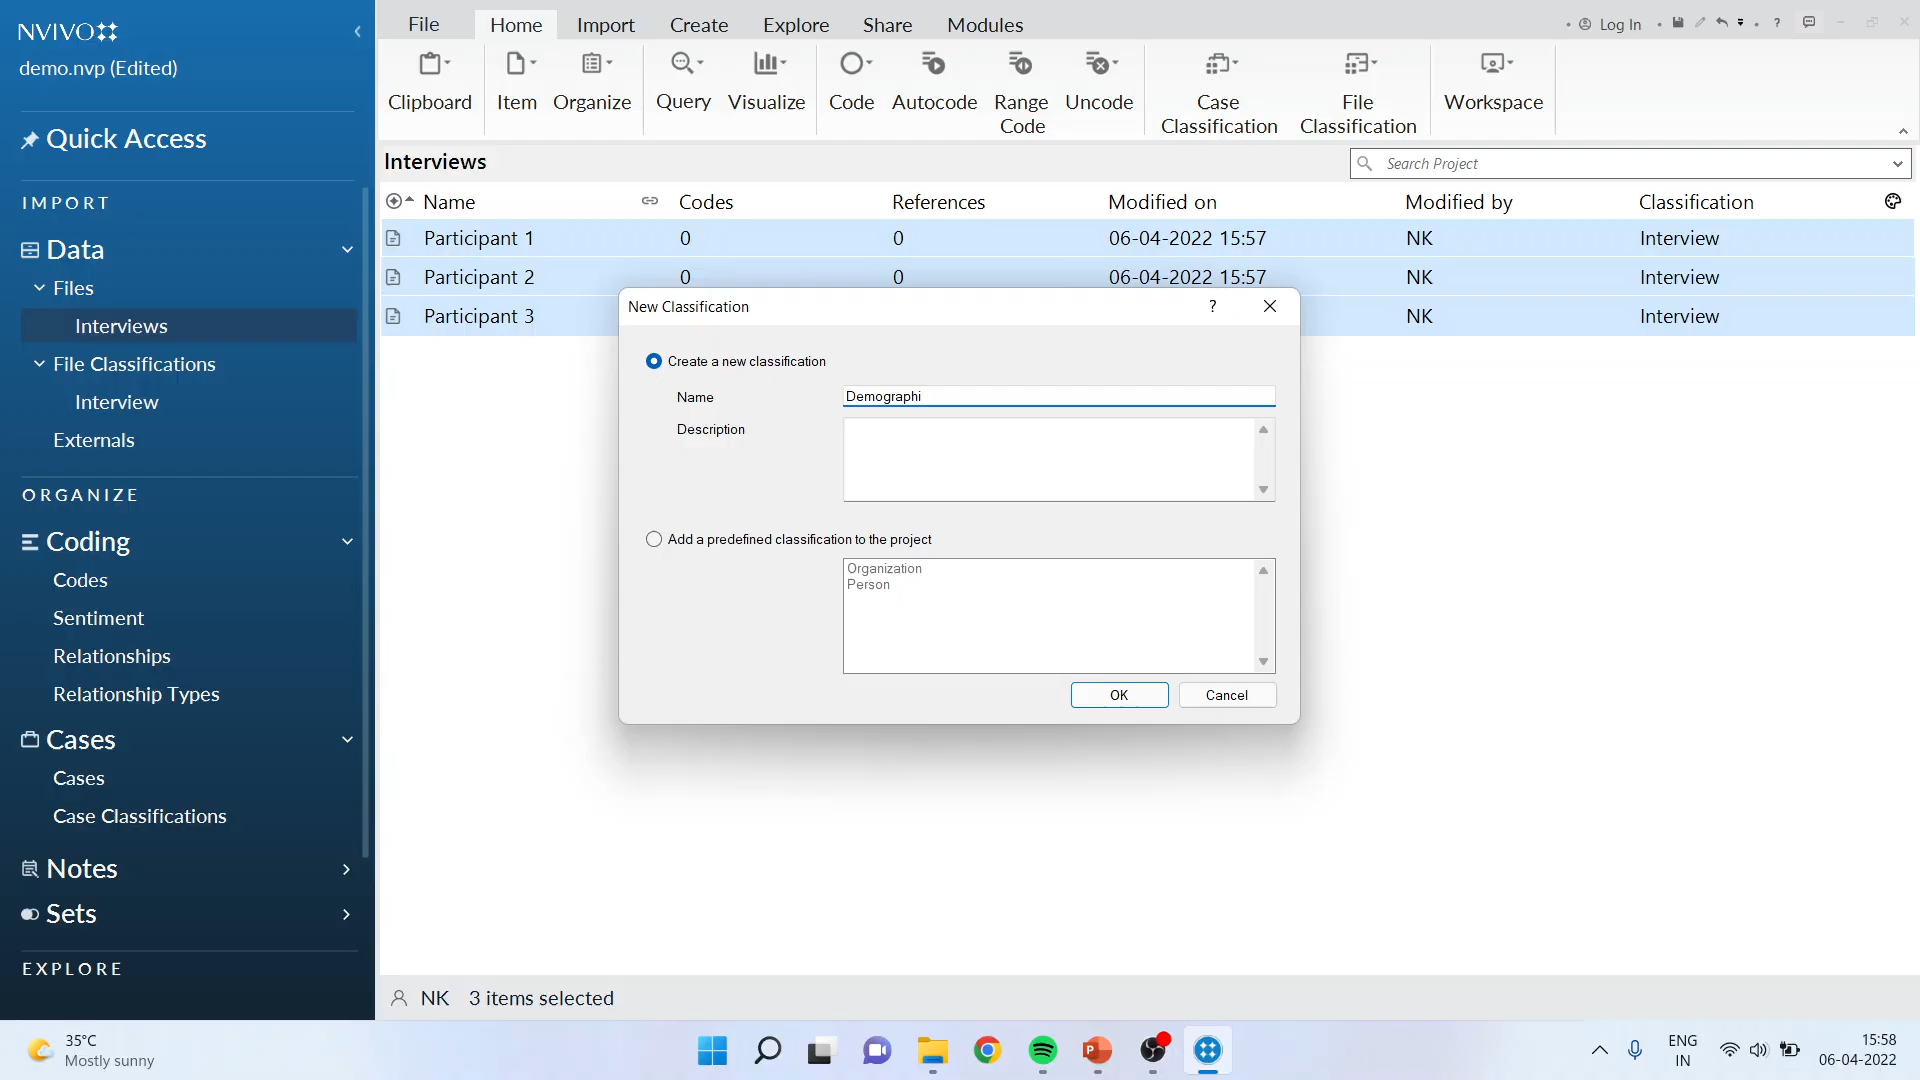 NVIVO
demo.nvp (Edited)
Quick Access
IMPORT
Data
Files
Interviews
File Classifications
Interview
Externals
ORGANIZE
Coding
Codes
Sentiment
Relationships
Relationship Types
Cases
Cases
Case Classifications
Notes
Sets
EXPLORE
File Home Import Create Explore Share Modules
Log In ?
Clipboard Item Organize Query Visualize Code Autocode Range Code Uncode Case Classification File Classification Workspace
Interviews
Search Project
Name Codes References Modified on Modified by Classification
Participant 1 0 0 06-04-2022 15:57 NK Interview
Participant 2 0 0 06-04-2022 15:57 NK Interview
Participant 3 NK Interview
New Classification ?
Create a new classification
Name Demographi
Description
Add a predefined classification to the project
Organization
Person
OK Cancel
NK 3 items selected
35°C
Mostly sunny
P
ENG
IN
15:58
06-04-2022